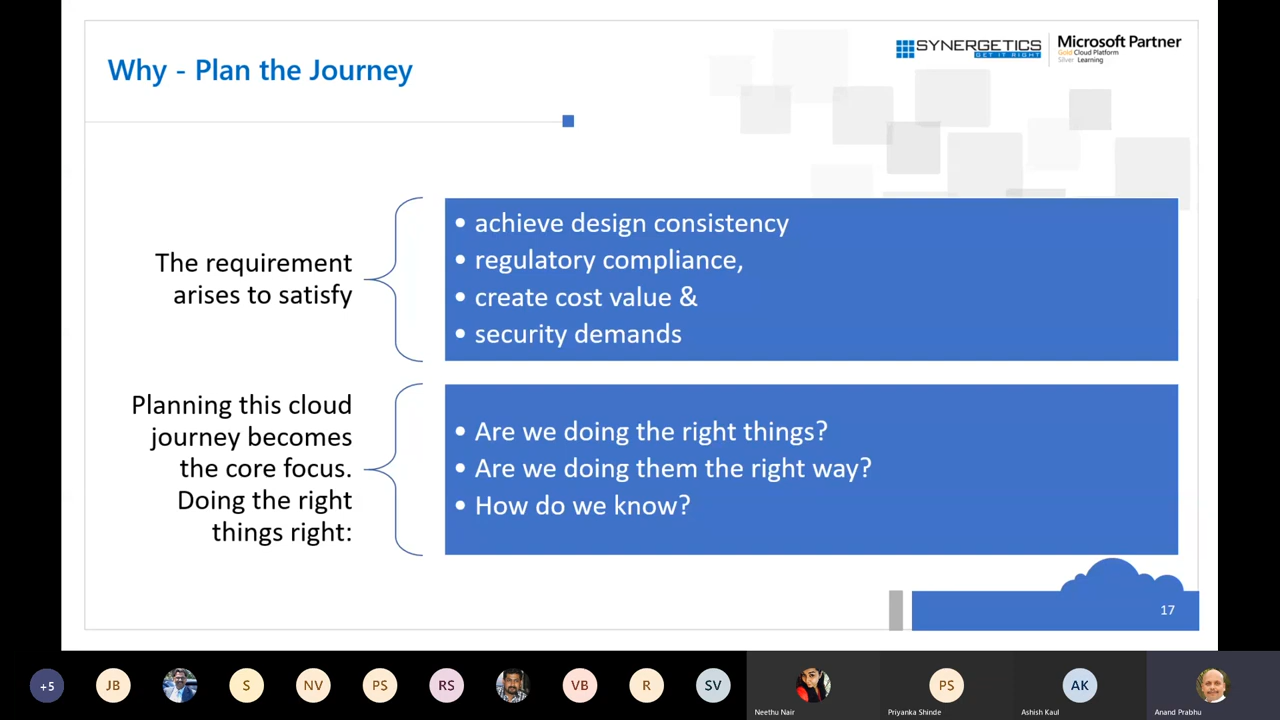 Why - Plan the Journey
SYNERGETICS
GET IT RIGHT
Microsoft Partner
Gold Cloud Platform
Silver Learning
The requirement
arises to satisfy
• achieve design consistency
• regulatory compliance,
• create cost value &
• security demands
Planning this cloud
journey becomes
the core focus.
Doing the right
things right:
• Are we doing the right things?
• Are we doing them the right way?
• How do we know?
17
+5
JB
S
NV
PS
RS
VB
R
SV
Neethu Nair
PS
Priyanka Shinde
AK
Ashish Kaul
Anand Prabhu